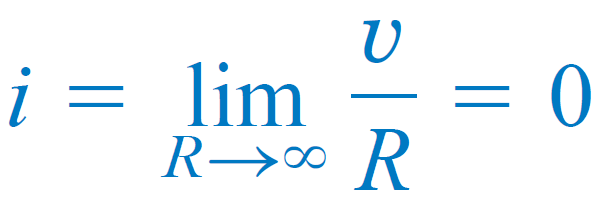 i = lim R→∞ v/R = 0